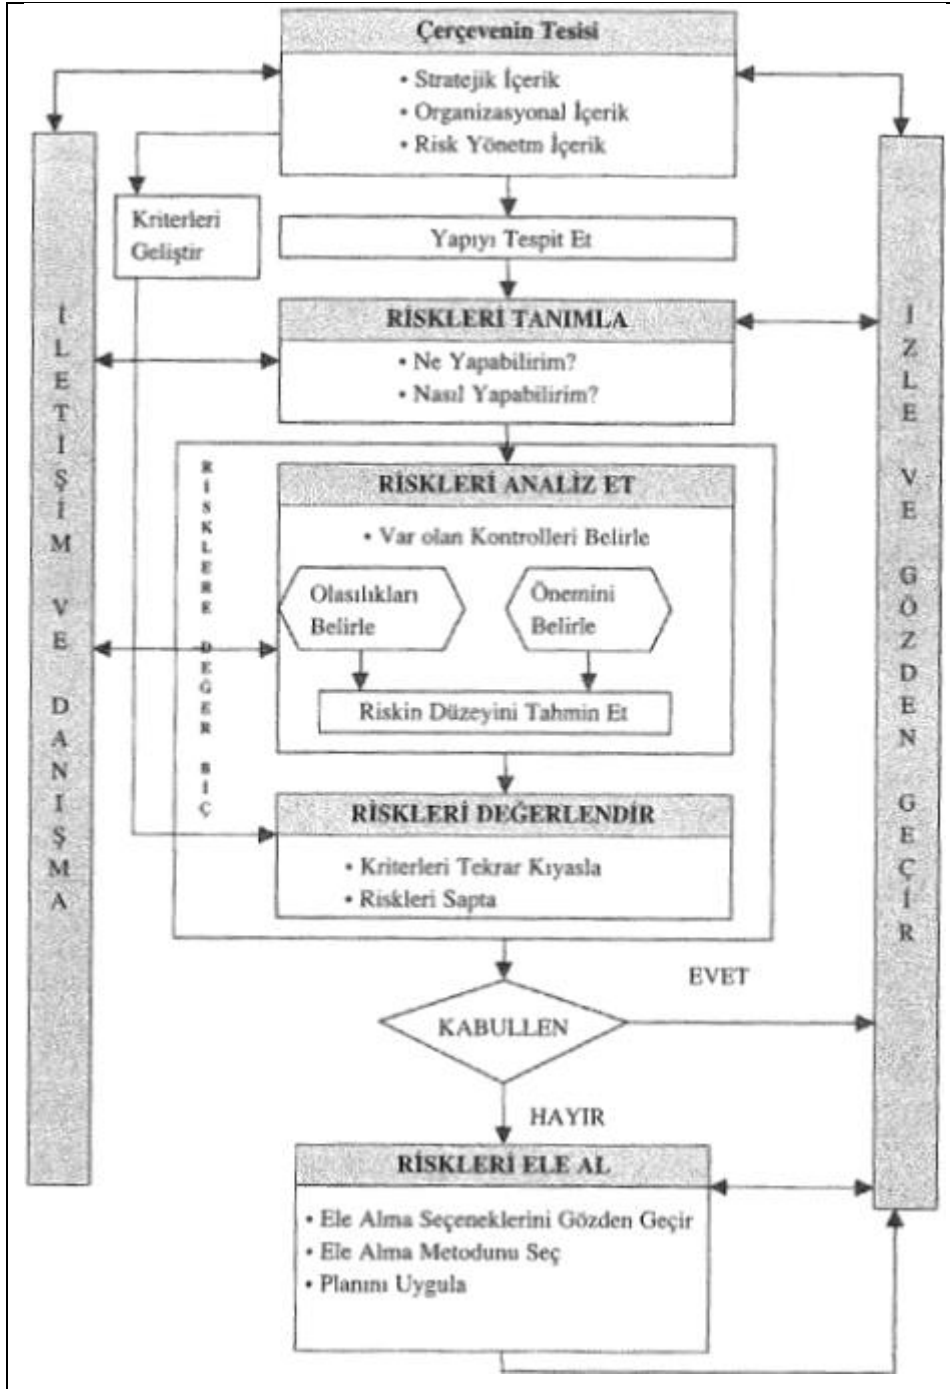 Çerçevenin Tesisi
• Stratejik İçerik
• Organizasyonal İçerik
• Risk Yönetm İçerik
Kriterleri
Geliştir
Yapıyı Tespit Et
RİSKLERİ TANIMLA
• Ne Yapabilirim?
• Nasıl Yapabilirim?
İLETİŞİM VE DANIŞMA
İZLE VE GÖZDEN GEÇİR
RİSKLERE DEĞER BİÇ
RİSKLERİ ANALİZ ET
• Var olan Kontrolleri Belirle
Olasılıkları
Belirle
Önemini
Belirle
Riskin Düzeyini Tahmin Et
RİSKLERİ DEĞERLENDİR
• Kriterleri Tekrar Kıyasla
• Riskleri Sapta
EVET
KABULLEN
HAYIR
RİSKLERİ ELE AL
• Ele Alma Seçeneklerini Gözden Geçir
• Ele Alma Metodunu Seç
• Planını Uygula